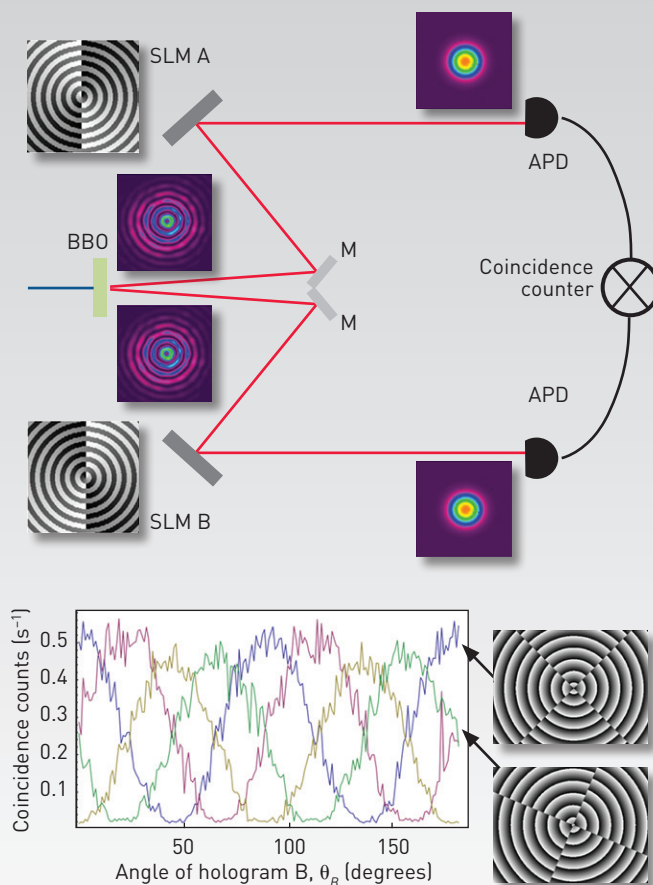 SLM A
APD
BBO
M
Coincidence
counter
M
APD
SLM B
Coincidence counts (s⁻¹)
0.5
0.4
0.3
0.2
0.1
50
100
150
Angle of hologram B, θ_B (degrees)